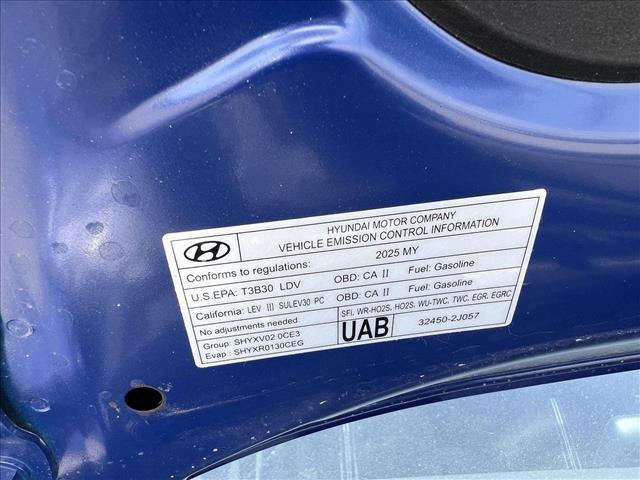 HYUNDAI MOTOR COMPANY
VEHICLE EMISSION CONTROL INFORMATION
Conforms to regulations: 2025 MY
U.S.EPA: T3B30 LDV OBD: CA II Fuel: Gasoline
California: LEV III SULEV30 PC OBD: CA II Fuel: Gasoline
No adjustments needed. SFI, WR-HO2S, HO2S, WU-TWC, TWC, EGR, EGRC
Group: SHYXV02.0CE3 UAB 32450-2J057
Evap : SHYXR0130CEG